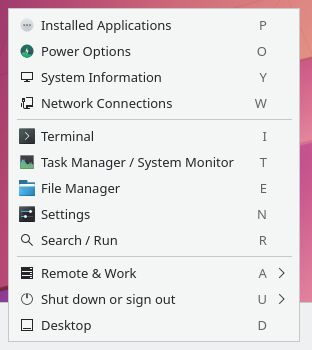 Installed Applications P
Power Options O
System Information Y
Network Connections W
Terminal I
Task Manager / System Monitor T
File Manager E
Settings N
Search / Run R
Remote & Work A
Shut down or sign out U
Desktop D